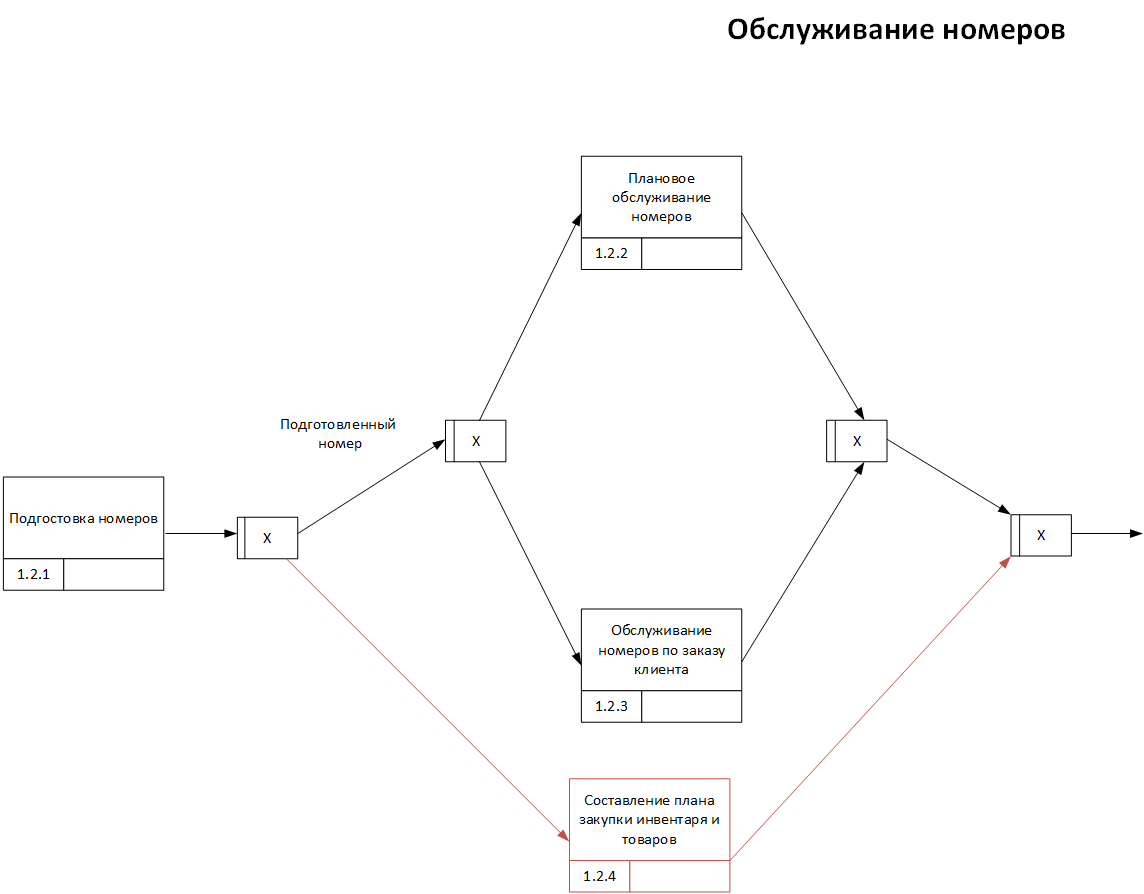 Обслуживание номеров
Плановое
обслуживание
номеров
1.2.2
Подготовленный
номер
X
X
Подгостовка номеров
X
X
1.2.1
Обслуживание
номеров по заказу
клиента
1.2.3
Составление плана
закупки инвентаря и
товаров
1.2.4